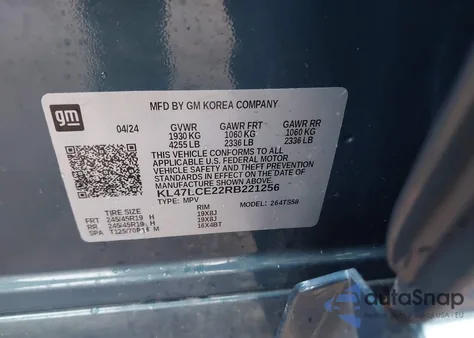 gm
MFD BY GM KOREA COMPANY
04/24 GVWR GAWR FRT GAWR RR
1930 KG 1060 KG 1060 KG
4255 LB 2336 LB 2336 LB
THIS VEHICLE CONFORMS TO ALL
APPLICABLE U.S. FEDERAL MOTOR
VEHICLE SAFETY AND THEFT PREVENTION
STANDARDS IN EFFECT ON THE DATE OF
MANUFACTURE SHOWN ABOVE.
KL47LCE22RB221256
TYPE: MPV MODEL: 264TS58
TIRE SIZE RIM
FRT 245/45R19 H 19X8J
RR 245/45R19 H 19X8J
SPA T125/70R16 M 16X4BT
autoSnap